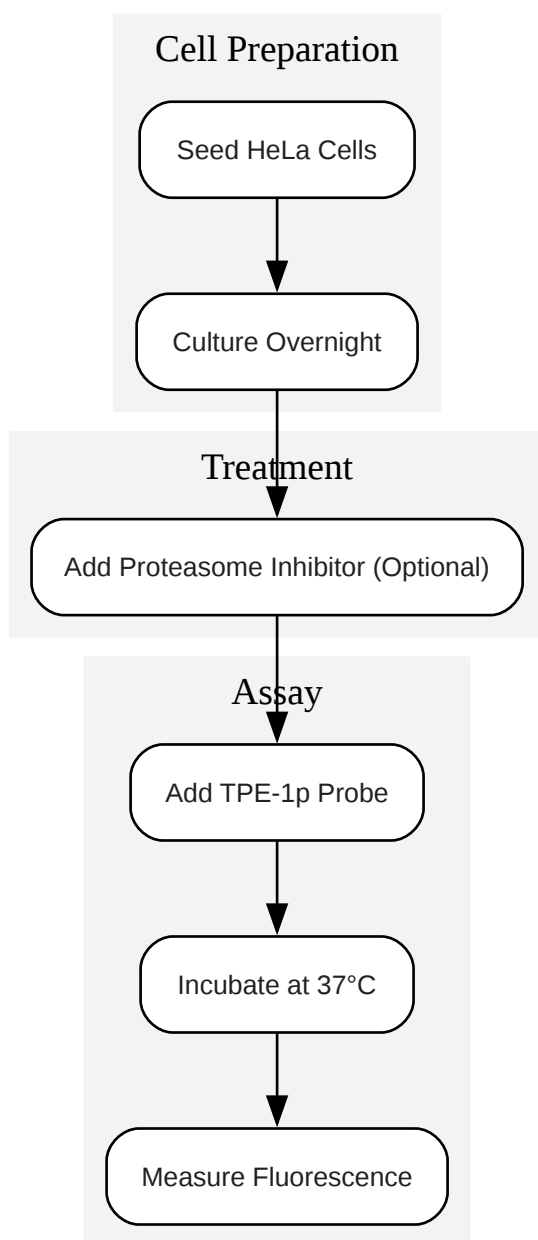 Cell Preparation
Seed HeLa Cells
Culture Overnight
Treatment
Add Proteasome Inhibitor (Optional)
Assay
Add TPE-1p Probe
Incubate at 37°C
Measure Fluorescence